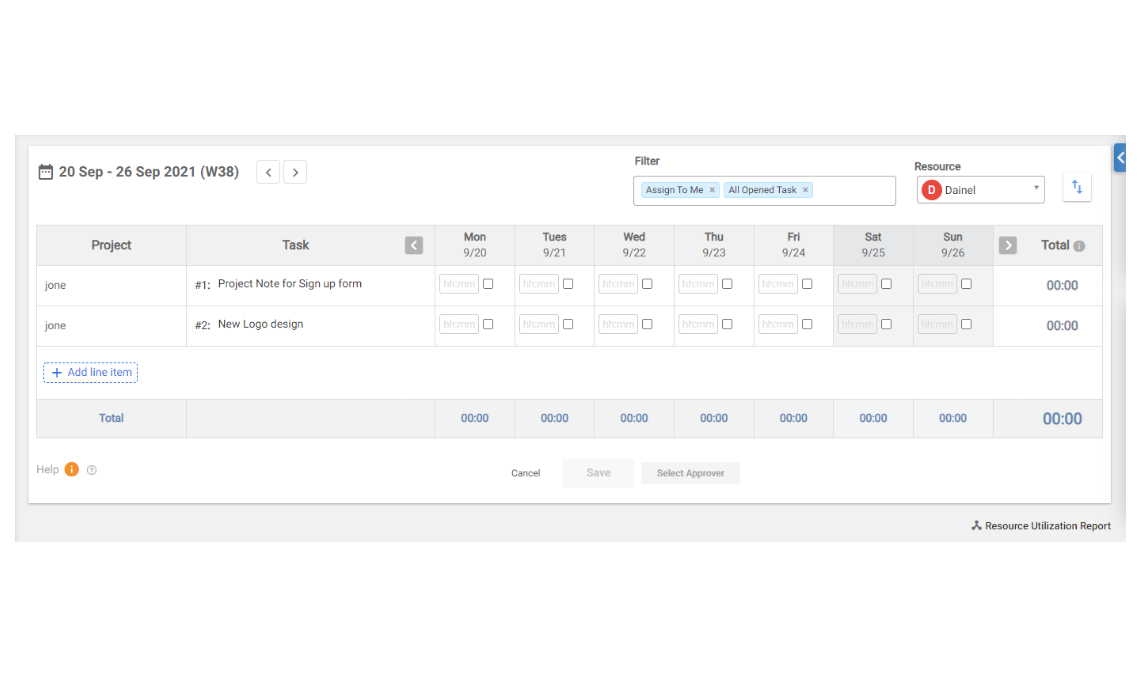 20 Sep - 26 Sep 2021 (W38)
Filter
Assign To Me × All Opened Task ×
Resource
D Dainel
Project Task Mon 9/20 Tues 9/21 Wed 9/22 Thu 9/23 Fri 9/24 Sat 9/25 Sun 9/26 Total
jone #1: Project Note for Sign up form hh:mm hh:mm hh:mm hh:mm hh:mm hh:mm hh:mm 00:00
jone #2: New Logo design hh:mm hh:mm hh:mm hh:mm hh:mm hh:mm hh:mm 00:00
+ Add line item
Total 00:00 00:00 00:00 00:00 00:00 00:00 00:00 00:00
Help Cancel Save Select Approver
Resource Utilization Report